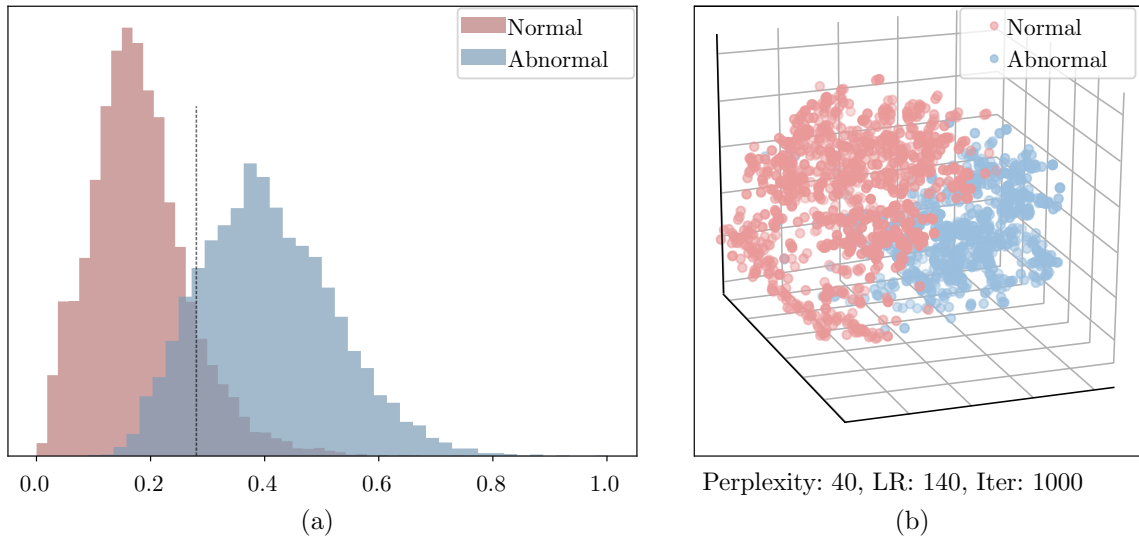 Normal
Abnormal
0.0 0.2 0.4 0.6 0.8 1.0
(a)
Normal
Abnormal
Perplexity: 40, LR: 140, Iter: 1000
(b)